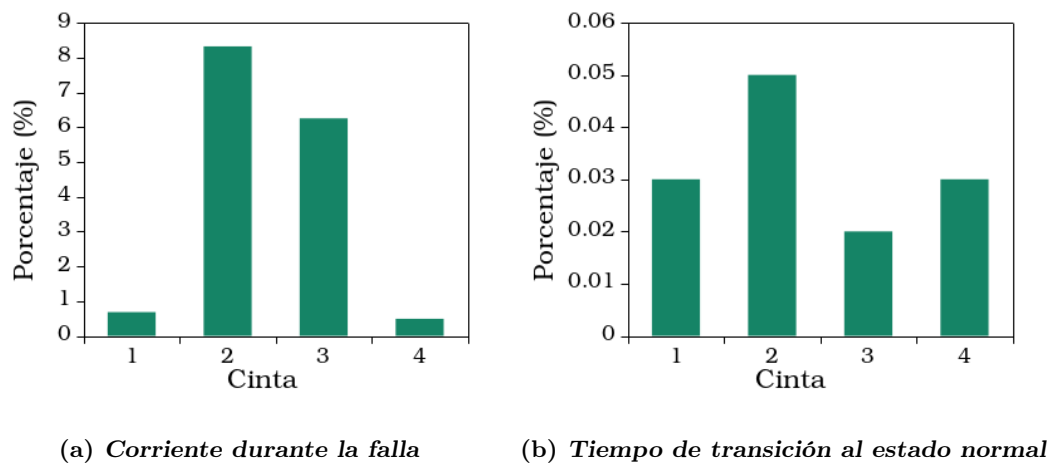 9
8
7
6
5
4
3
2
1
0
Porcentaje (%)
1 2 3 4
Cinta
(a) Corriente durante la falla
0.06
0.05
0.04
0.03
0.02
0.01
0
Porcentaje (%)
1 2 3 4
Cinta
(b) Tiempo de transición al estado normal